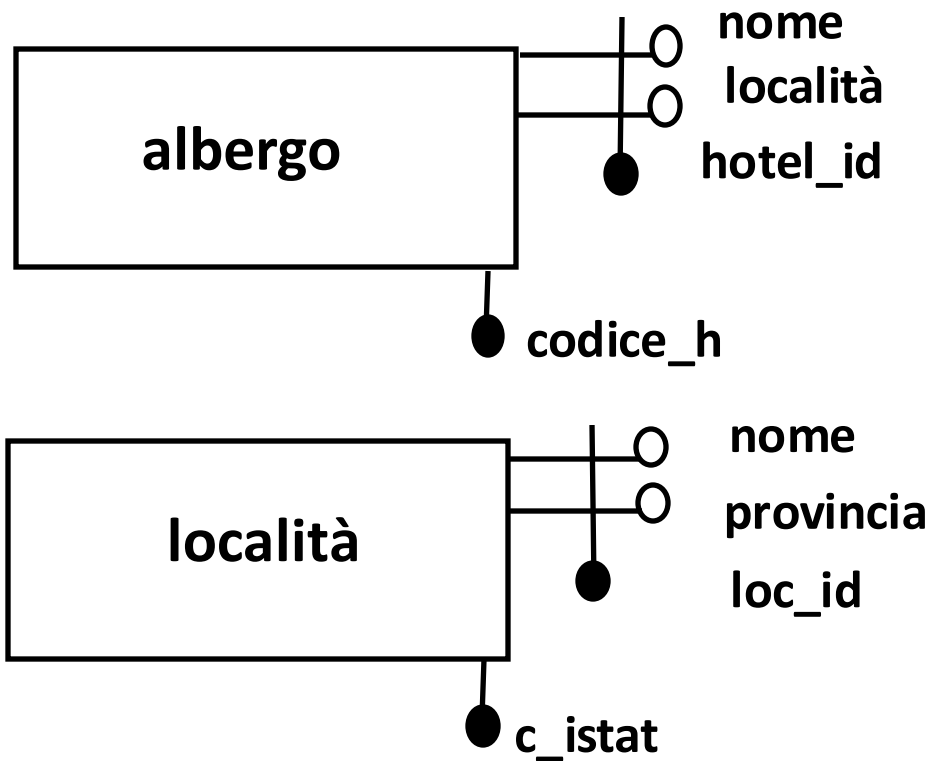 nome
località
albergo
hotel_id
codice_h
nome
provincia
località
loc_id
c_istat